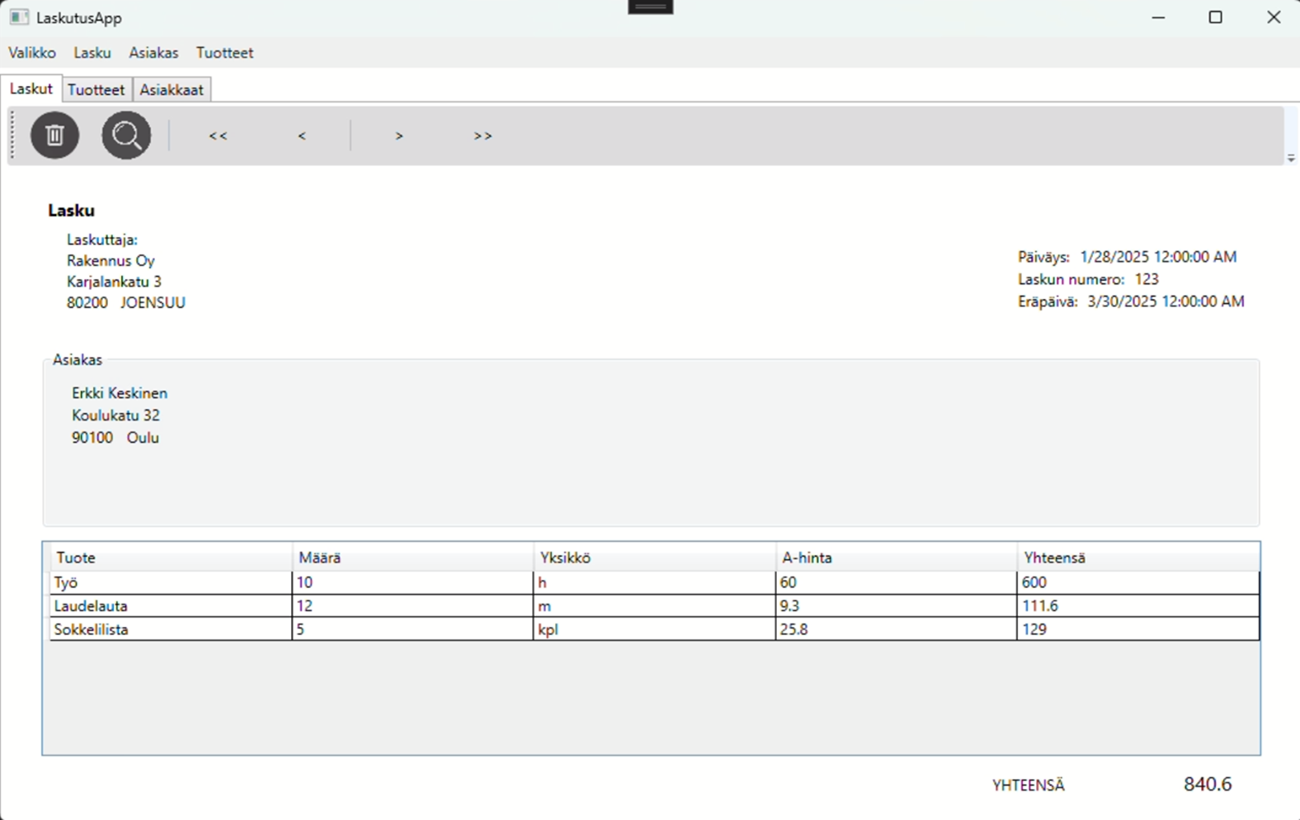 LaskutusApp
Valikko Lasku Asiakas Tuotteet
Laskut Tuotteet Asiakkaat
<< < > >>
Lasku
Laskuttaja:
Rakennus Oy
Karjalankatu 3
80200 JOENSUU
Päiväys: 1/28/2025 12:00:00 AM
Laskun numero: 123
Eräpäivä: 3/30/2025 12:00:00 AM
Asiakas
Erkki Keskinen
Koulukatu 32
90100 Oulu
Tuote Määrä Yksikkö A-hinta Yhteensä
Työ 10 h 60 600
Laudelauta 12 m 9.3 111.6
Sokkelilista 5 kpl 25.8 129
YHTEENSÄ 840.6